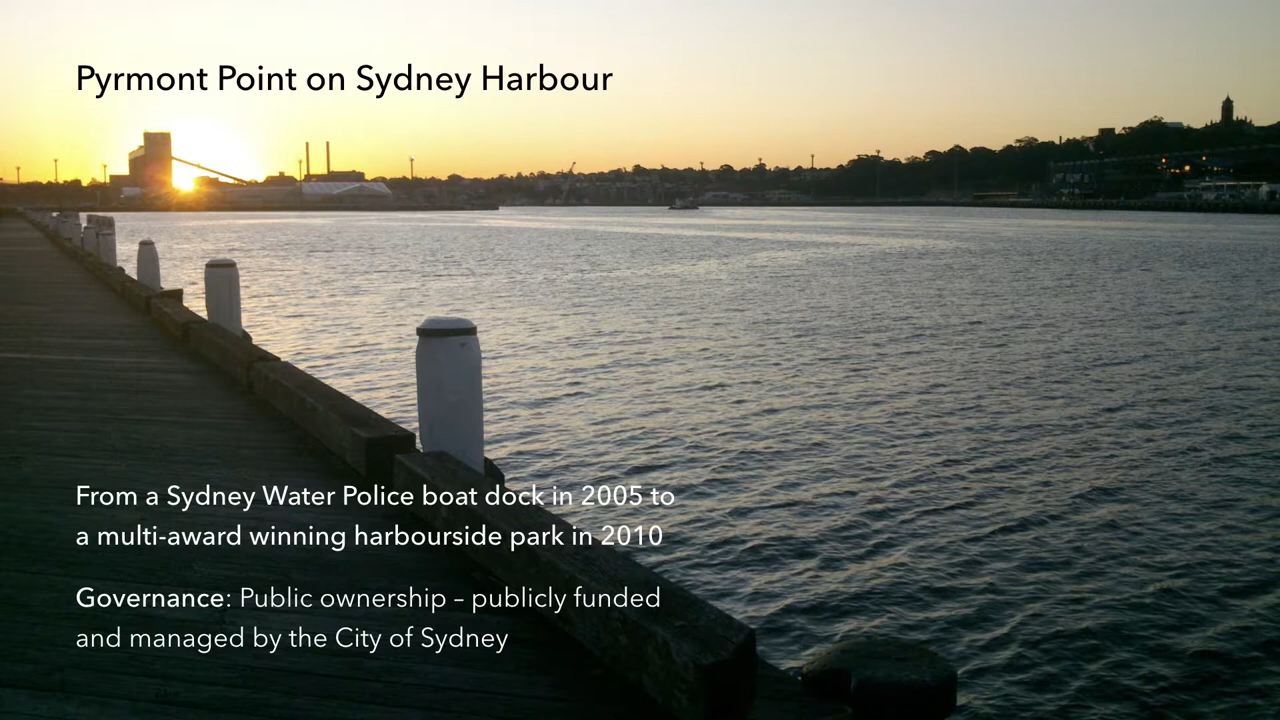 Pyrmont Point on Sydney Harbour
From a Sydney Water Police boat dock in 2005 to
a multi-award winning harbourside park in 2010
Governance: Public ownership – publicly funded
and managed by the City of Sydney